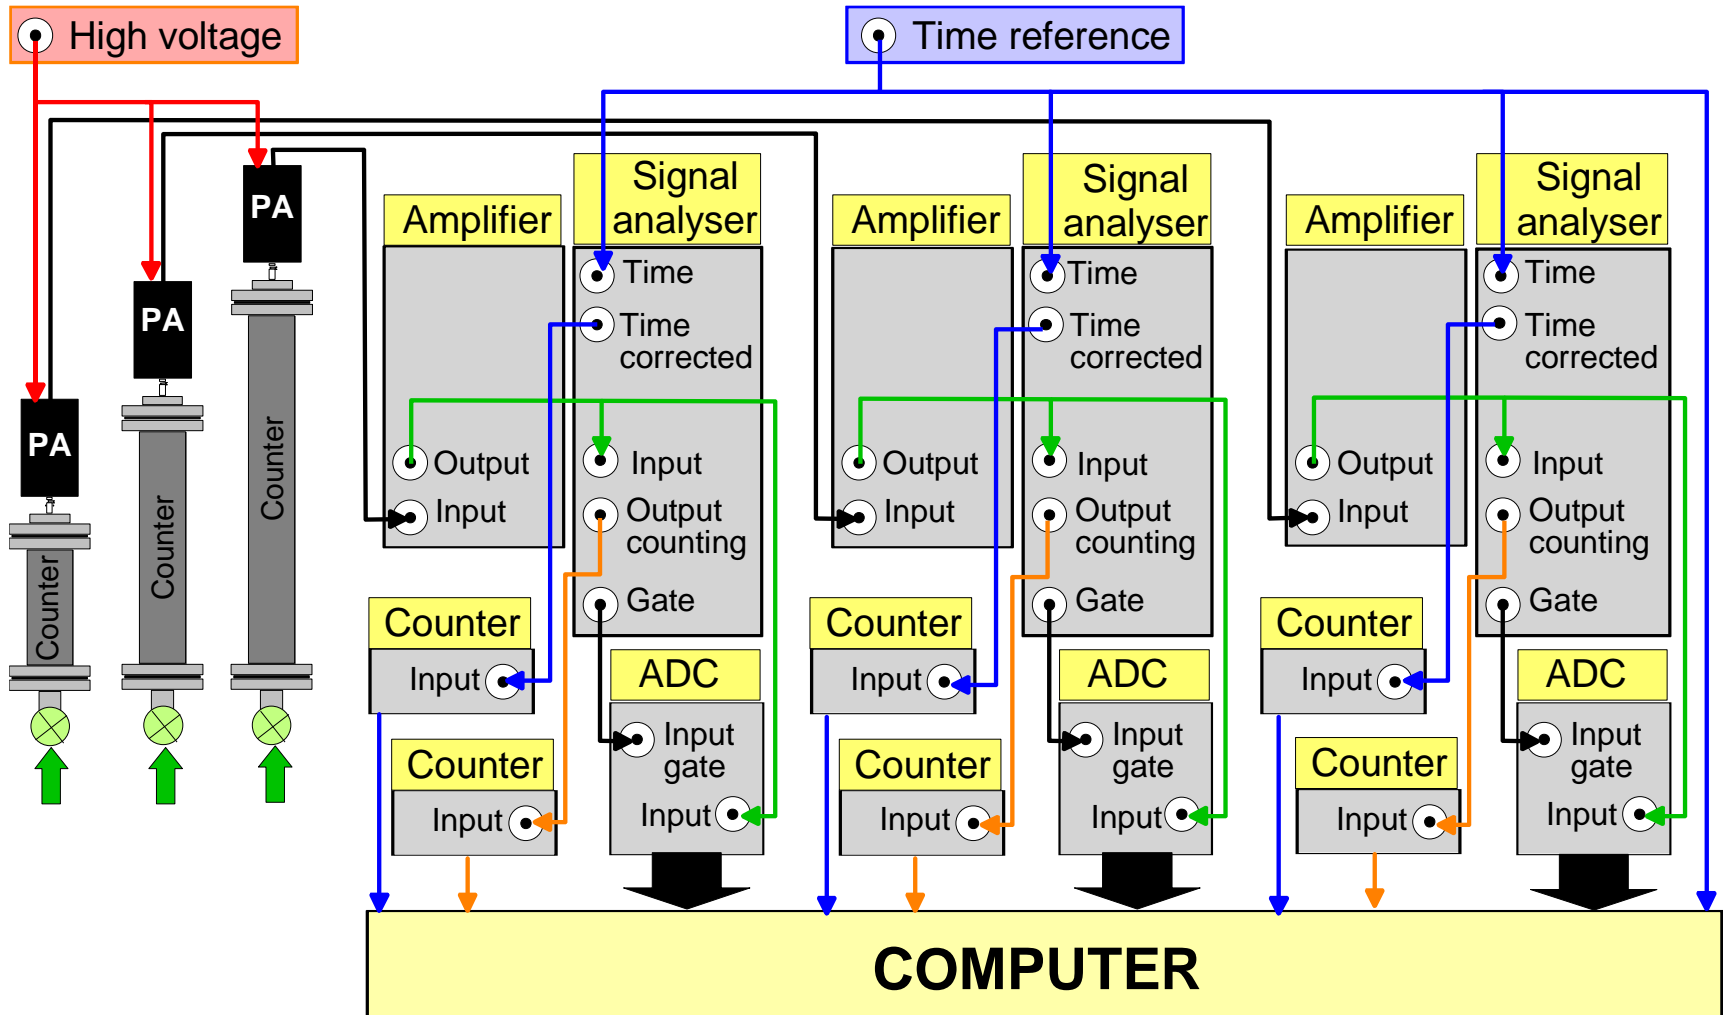 High voltage
Time reference
PA
PA
PA
Counter
Counter
Counter
Amplifier
Signal
analyser
Time
Time
corrected
Output
Input
Input
Output
counting
Gate
Counter
Input
Counter
Input
ADC
Input
gate
Input
Amplifier
Signal
analyser
Time
Time
corrected
Output
Input
Input
Output
counting
Gate
Counter
Input
Counter
Input
ADC
Input
gate
Input
Amplifier
Signal
analyser
Time
Time
corrected
Output
Input
Input
Output
counting
Gate
Counter
Input
Counter
Input
ADC
Input
gate
Input
COMPUTER